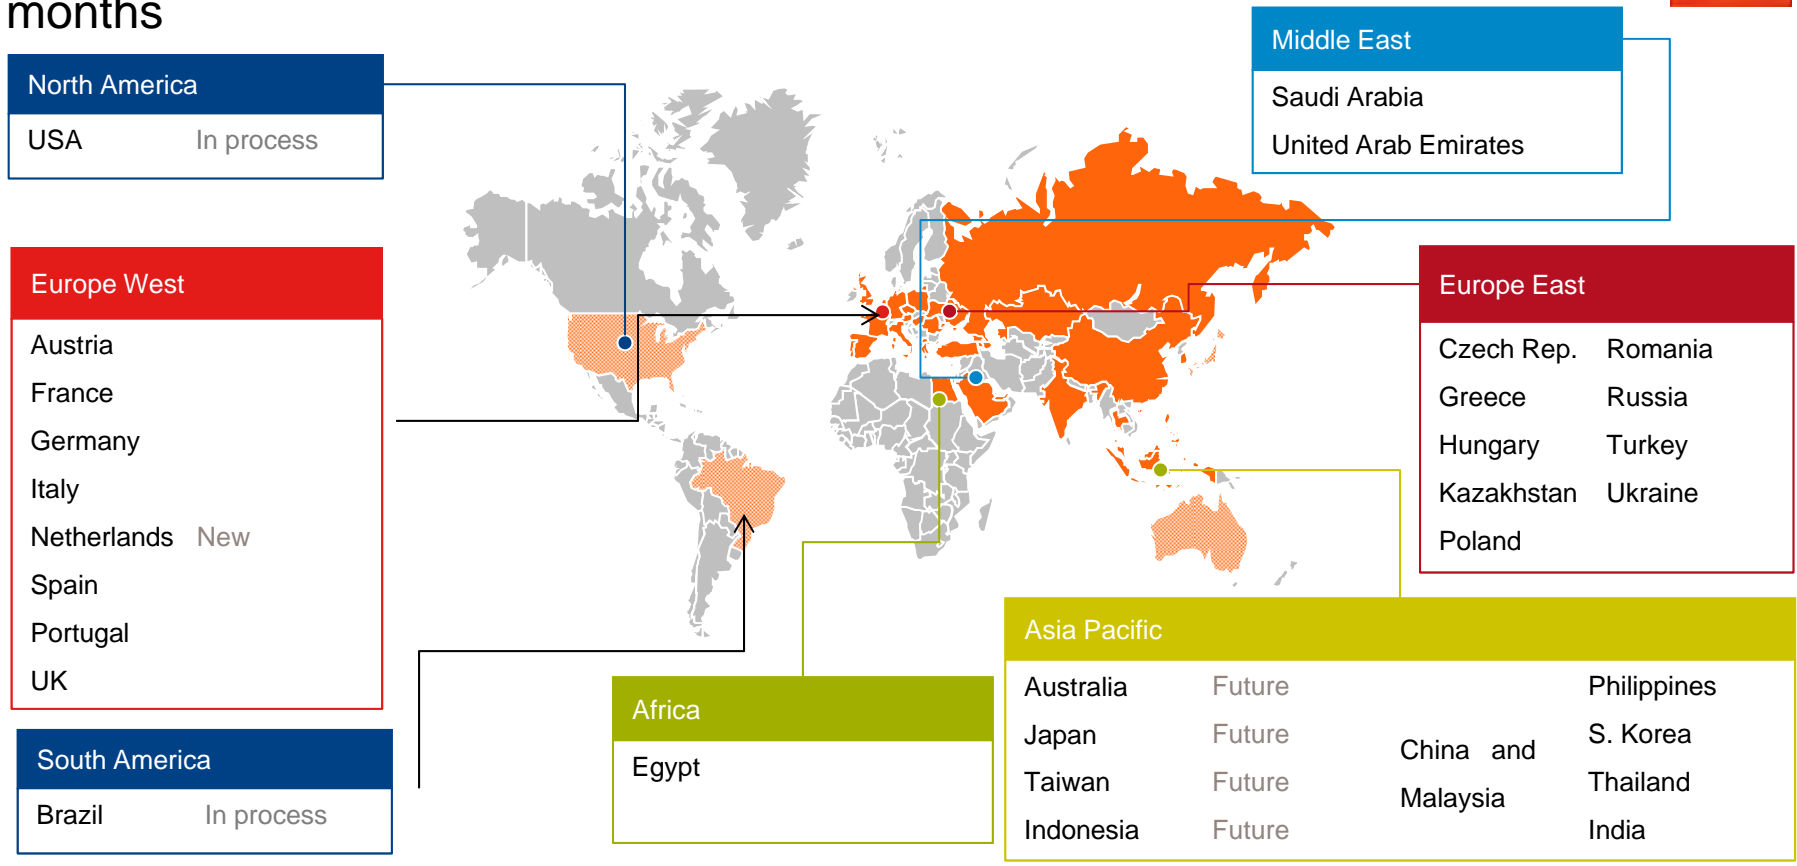 months
North America
USA In process
Middle East
Saudi Arabia
United Arab Emirates
Europe West
Austria
France
Germany
Italy
Netherlands New
Spain
Portugal
UK
Europe East
Czech Rep. Romania
Greece Russia
Hungary Turkey
Kazakhstan Ukraine
Poland
South America
Brazil In process
Africa
Egypt
Asia Pacific
Australia Future
Japan Future
Taiwan Future
Indonesia Future
China and
Malaysia
Philippines
S. Korea
Thailand
India